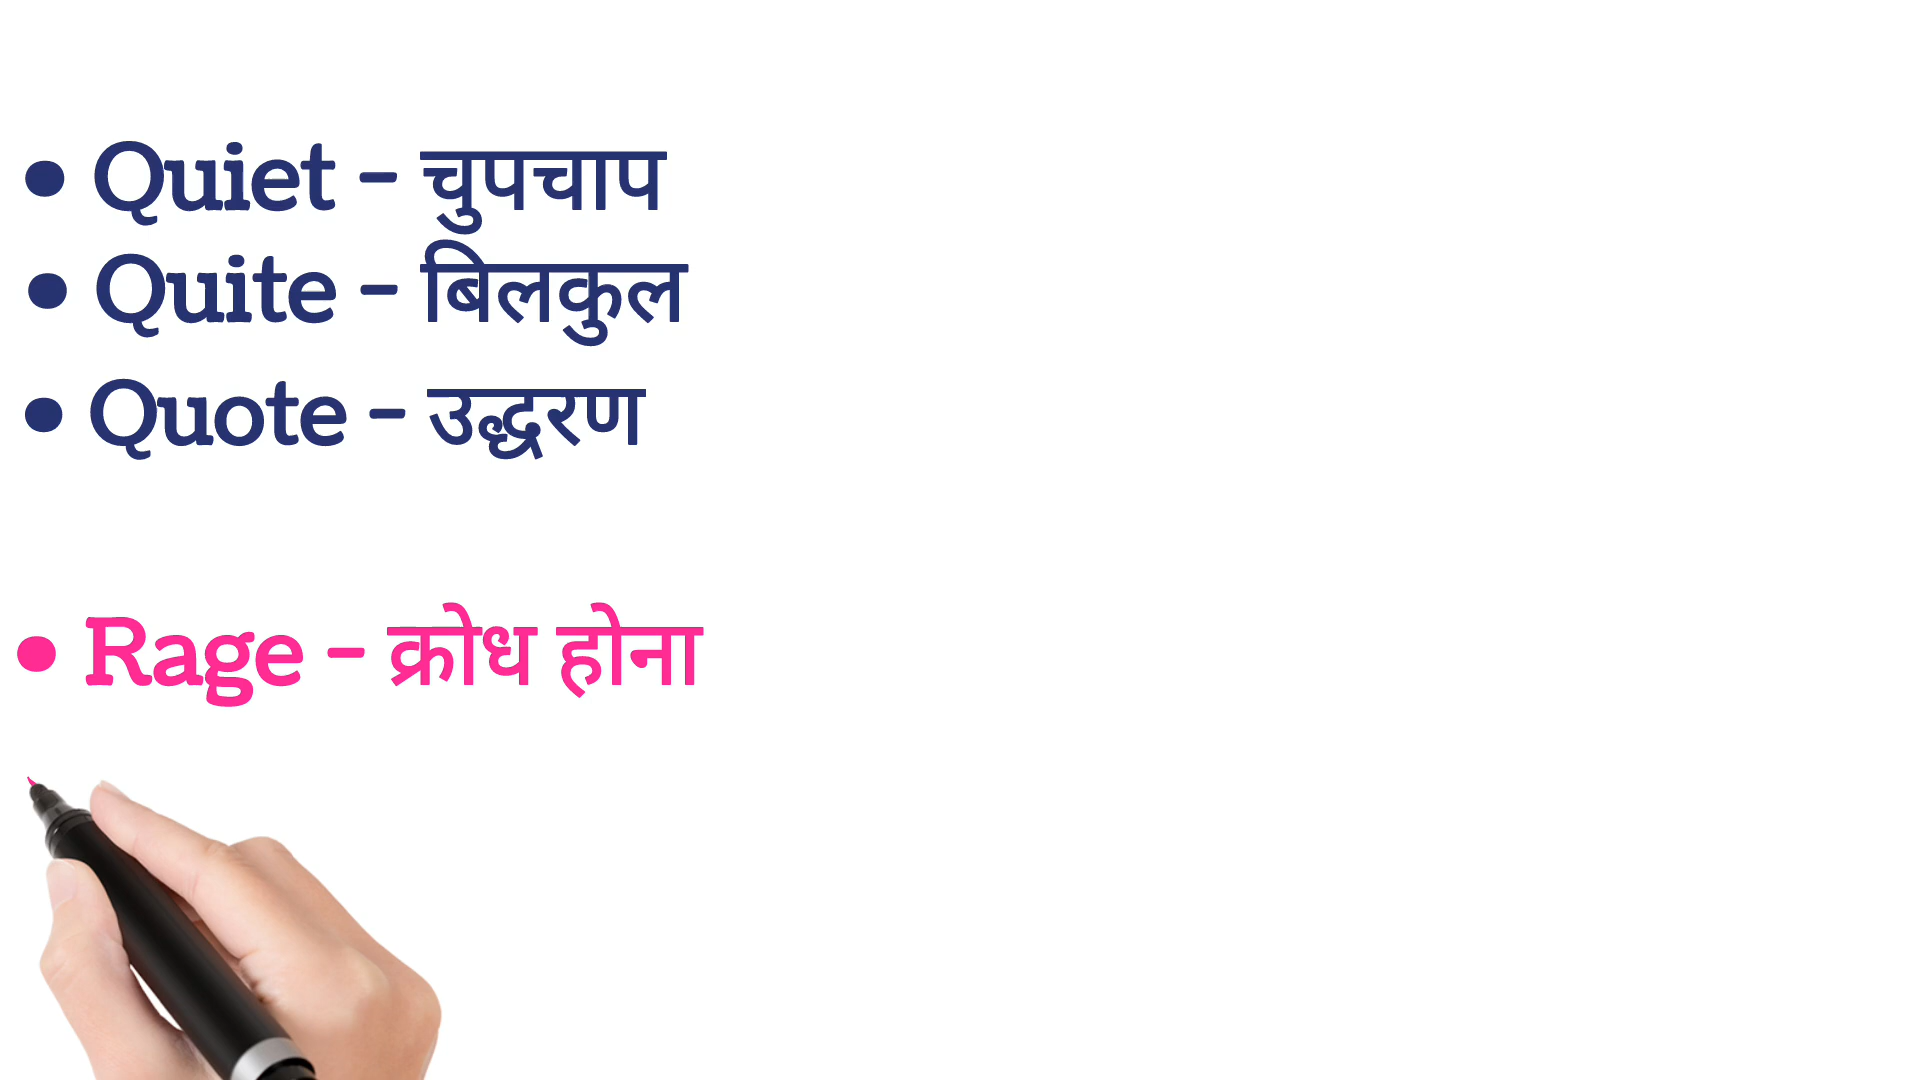 • Quiet - चुपचाप
• Quite - बिलकुल
• Quote - उद्धरण
• Rage - क्रोध होना